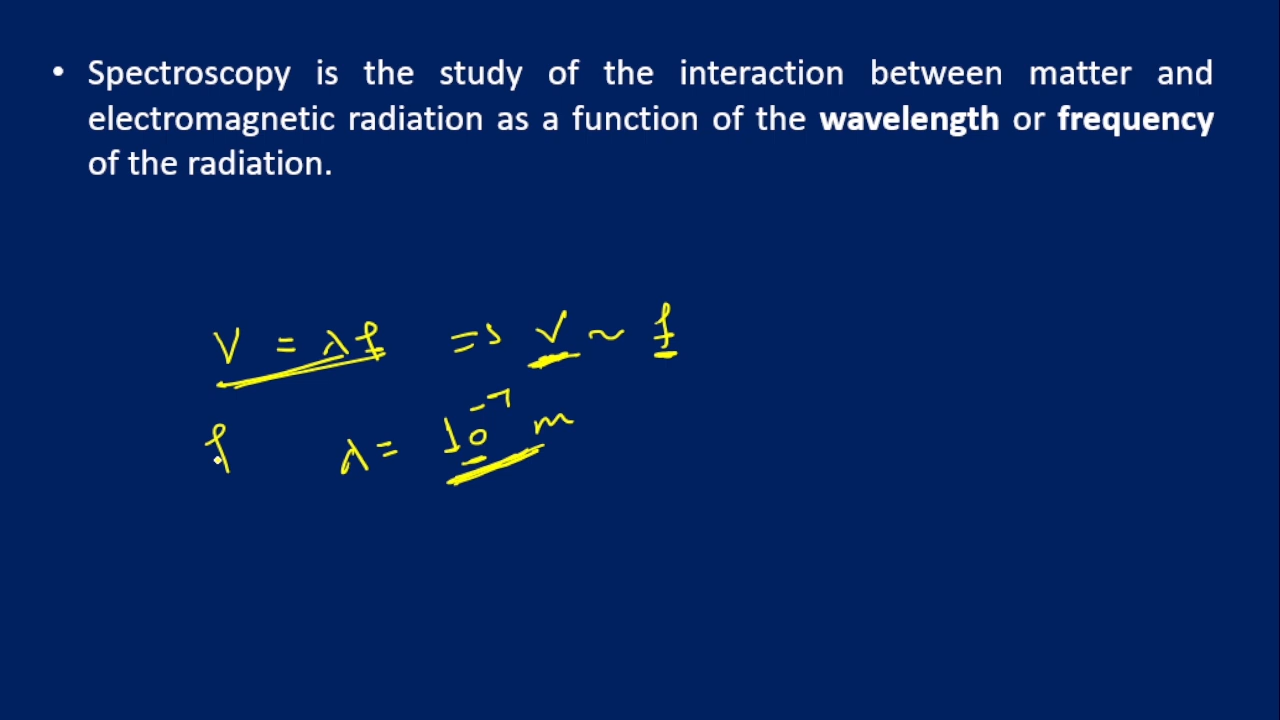 • Spectroscopy is the study of the interaction between matter and
electromagnetic radiation as a function of the wavelength or frequency
of the radiation.
V = λf => V ~ f
f λ = 10⁻⁷ m